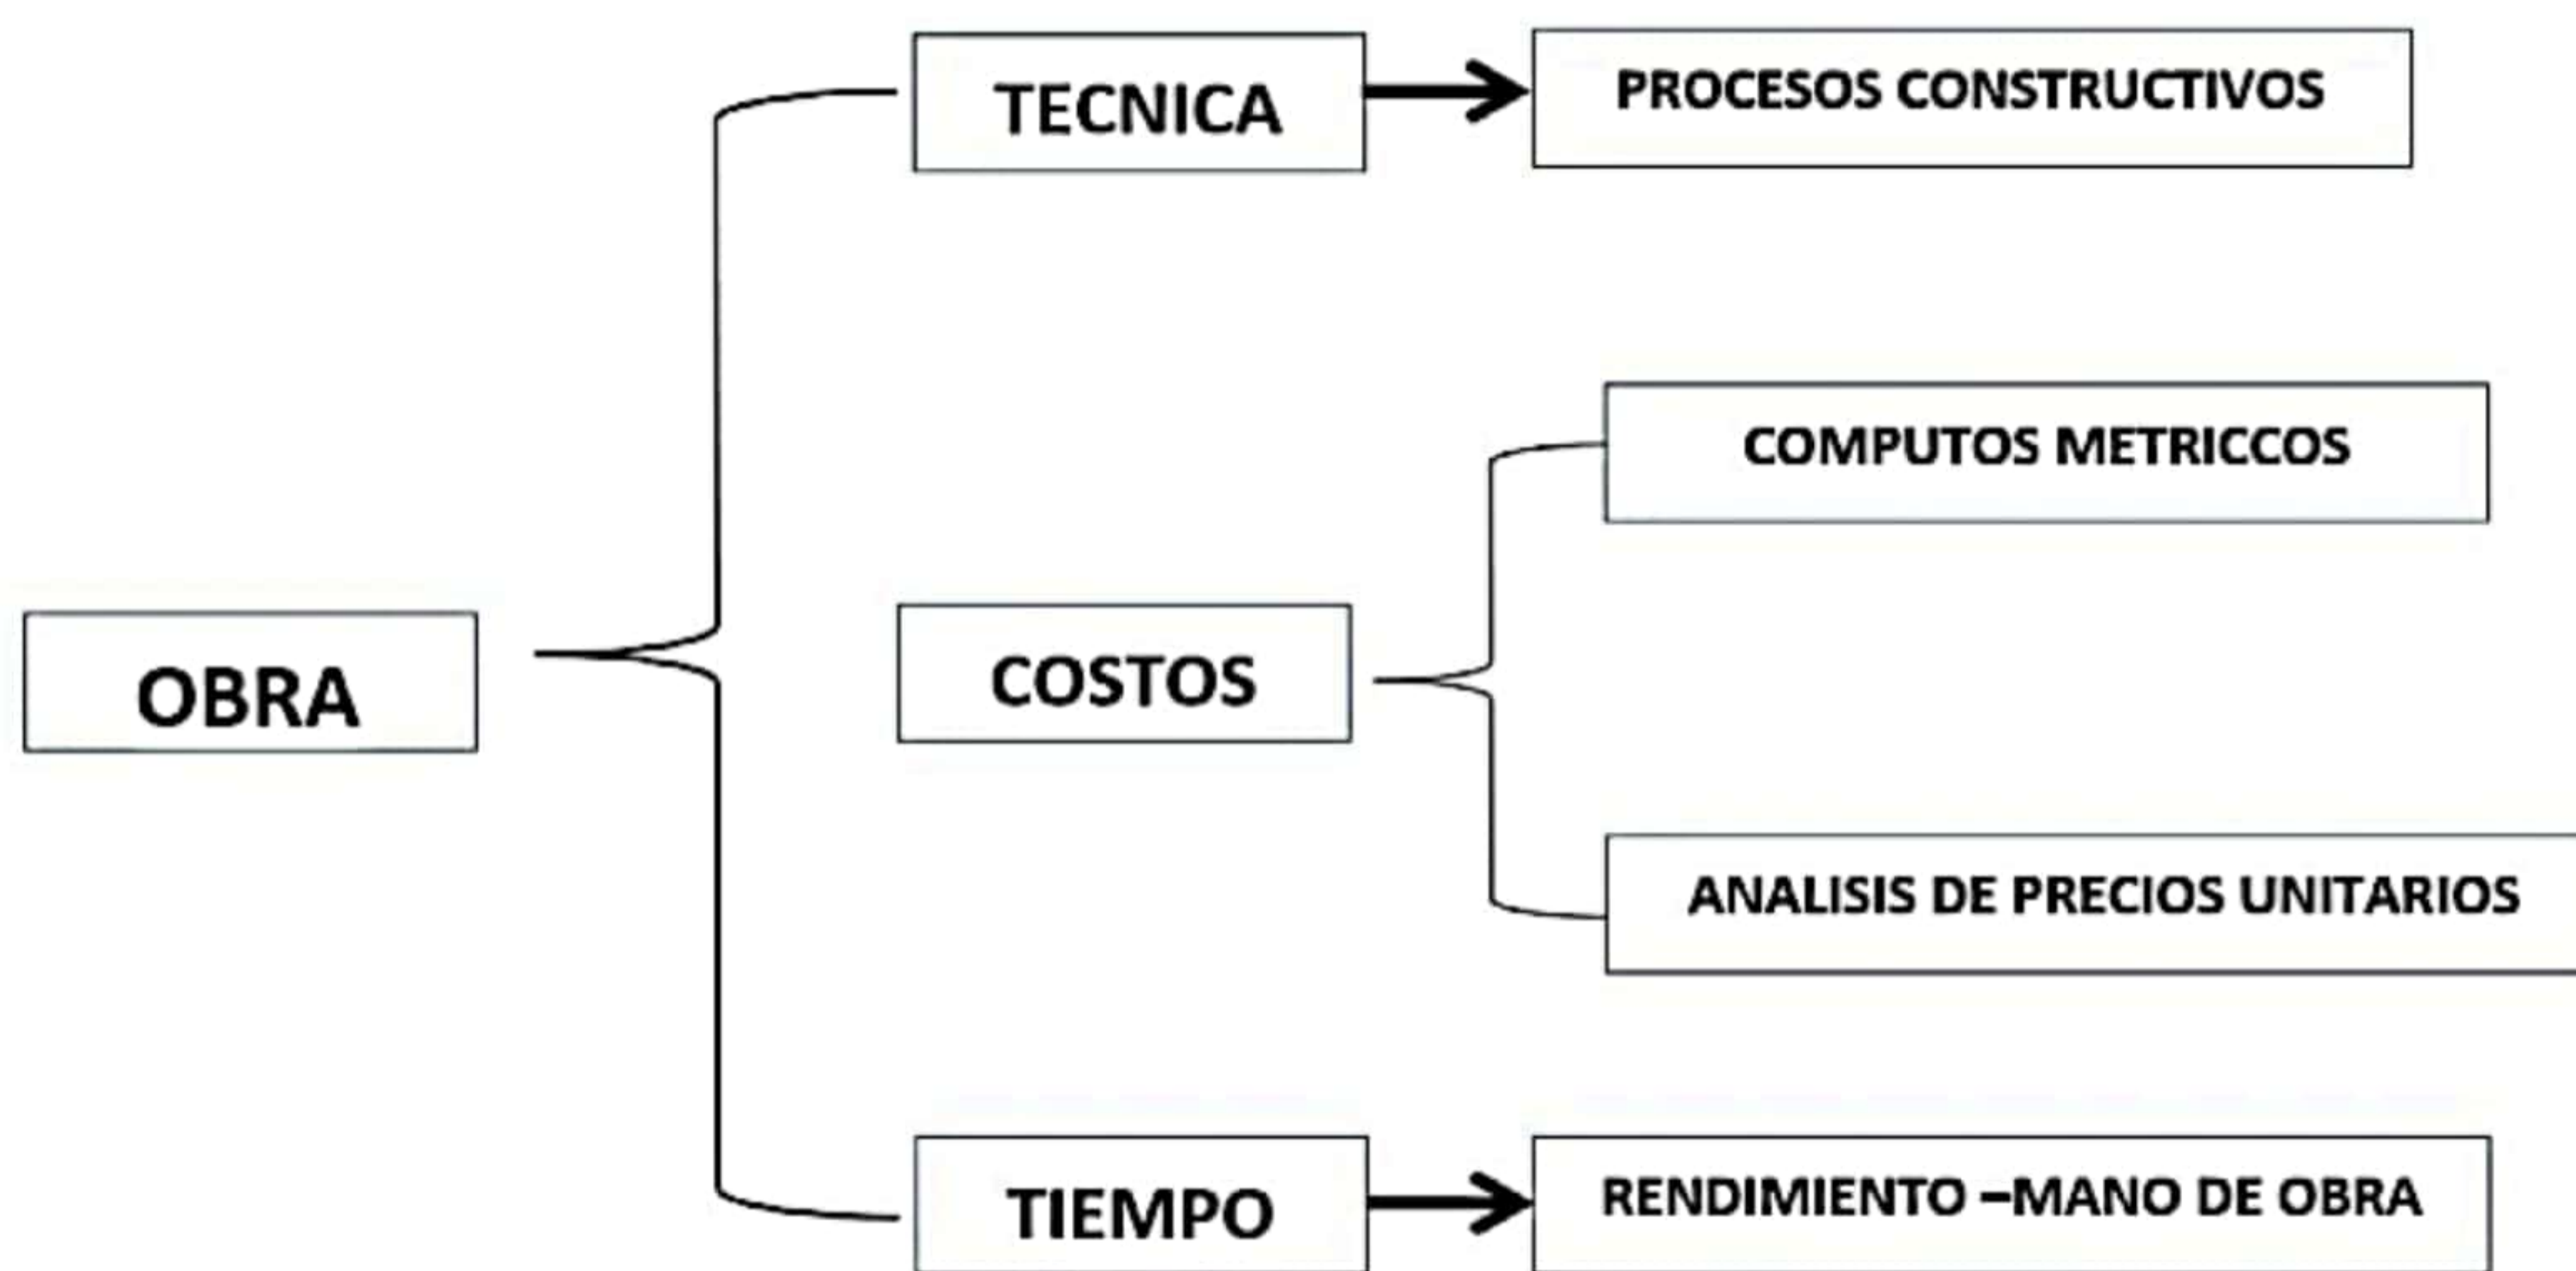 OBRA
TECNICA
PROCESOS CONSTRUCTIVOS
COSTOS
COMPUTOS METRICCOS
ANALISIS DE PRECIOS UNITARIOS
TIEMPO
RENDIMIENTO –MANO DE OBRA